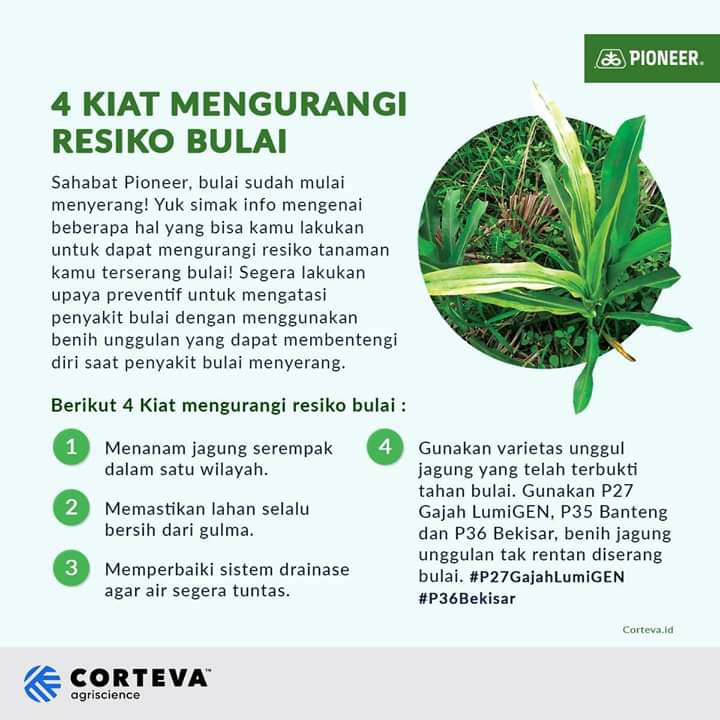 PIONEER®
4 KIAT MENGURANGI
RESIKO BULAI
Sahabat Pioneer, bulai sudah mulai
menyerang! Yuk simak info mengenai
beberapa hal yang bisa kamu lakukan
untuk dapat mengurangi resiko tanaman
kamu terserang bulai! Segera lakukan
upaya preventif untuk mengatasi
penyakit bulai dengan menggunakan
benih unggulan yang dapat membentengi
diri saat penyakit bulai menyerang.
Berikut 4 Kiat mengurangi resiko bulai :
1 Menanam jagung serempak
dalam satu wilayah.
2 Memastikan lahan selalu
bersih dari gulma.
3 Memperbaiki sistem drainase
agar air segera tuntas.
4 Gunakan varietas unggul
jagung yang telah terbukti
tahan bulai. Gunakan P27
Gajah LumiGEN, P35 Banteng
dan P36 Bekisar, benih jagung
unggulan tak rentan diserang
bulai. #P27GajahLumiGEN
#P36Bekisar
Corteva.id
CORTEVA™
agriscience